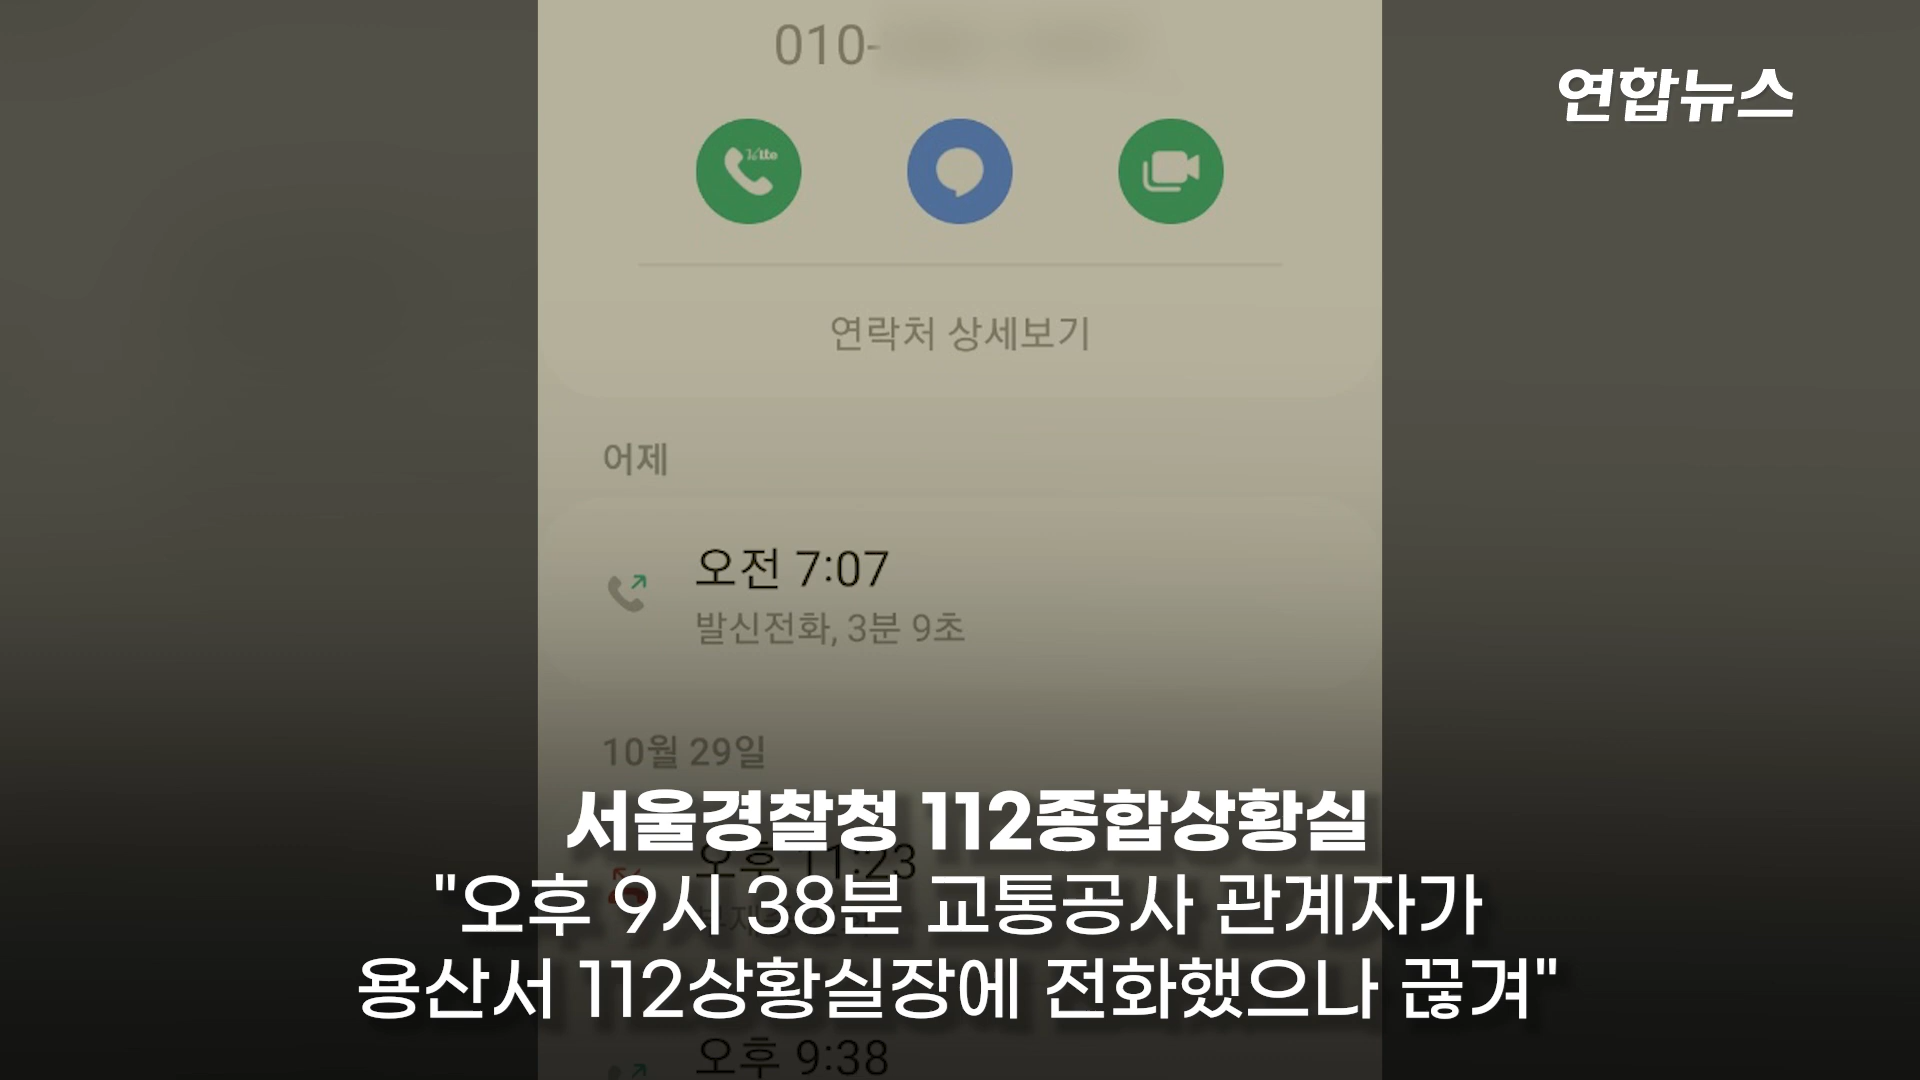 010-
연합뉴스
연락처 상세보기
어제
오전 7:07
발신전화, 3분 9초
10월 29일
오후 11:23
서울경찰청 112종합상황실
"오후 9시 38분 교통공사 관계자가
용산서 112상황실장에 전화했으나 끊겨"
오후 9:38